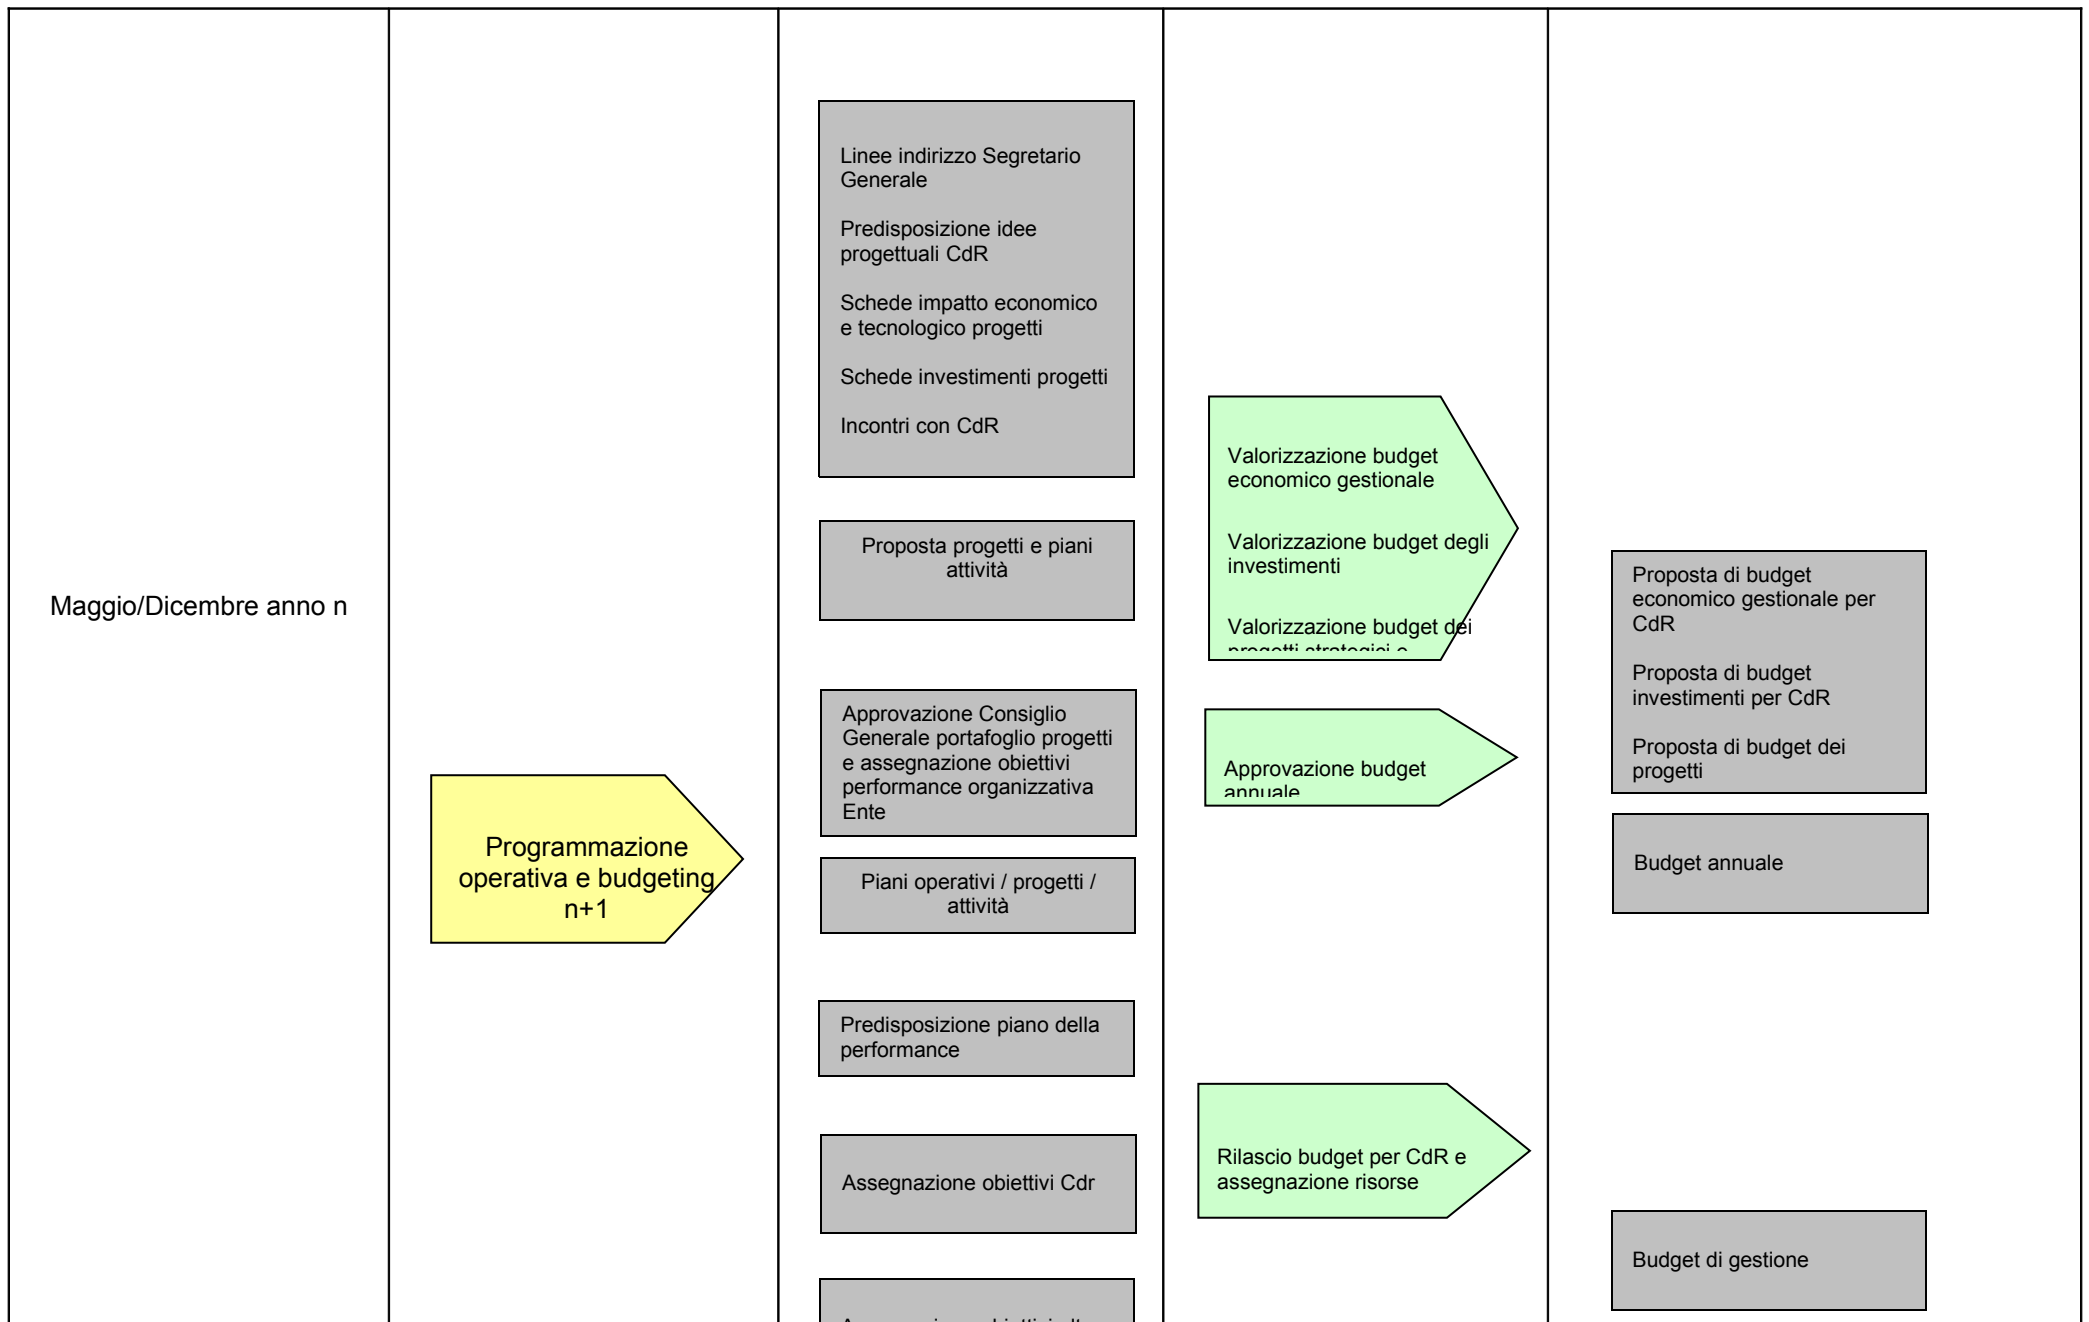 Maggio/Dicembre anno n
Programmazione
operativa e budgeting
n+1
Linee indirizzo Segretario
Generale
Predisposizione idee
progettuali CdR
Schede impatto economico
e tecnologico progetti
Schede investimenti progetti
Incontri con CdR
Proposta progetti e piani
attività
Approvazione Consiglio
Generale portafoglio progetti
e assegnazione obiettivi
performance organizzativa
Ente
Piani operativi / progetti /
attività
Predisposizione piano della
performance
Assegnazione obiettivi Cdr
Valorizzazione budget
economico gestionale
Valorizzazione budget degli
investimenti
Valorizzazione budget dei
progetti strategici e
Approvazione budget
annuale
Rilascio budget per CdR e
assegnazione risorse
Proposta di budget
economico gestionale per
CdR
Proposta di budget
investimenti per CdR
Proposta di budget dei
progetti
Budget annuale
Budget di gestione